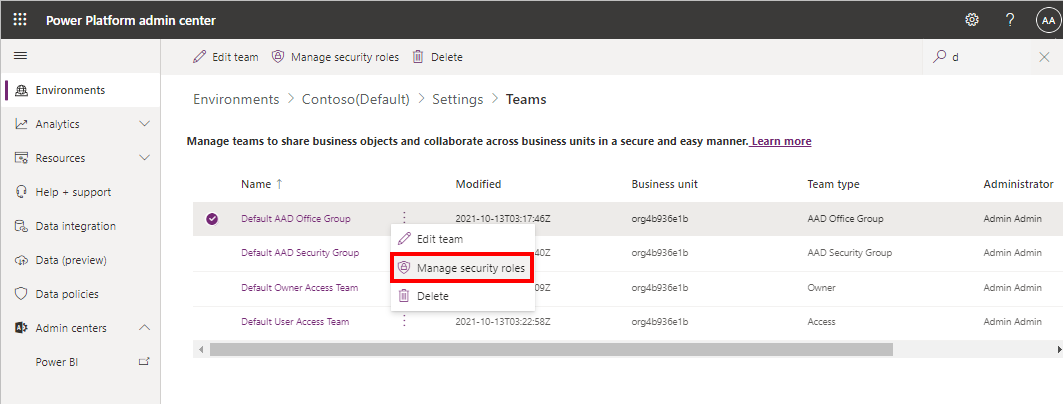 Power Platform admin center
? AA
Edit team Manage security roles Delete d
Environments
Analytics
Resources
Help + support
Data integration
Data (preview)
Data policies
Admin centers
Power BI
Environments > Contoso(Default) > Settings > Teams
Manage teams to share business objects and collaborate across business units in a secure and easy manner. Learn more
Name ↑ Modified Business unit Team type Administrator
Default AAD Office Group 2021-10-13T03:17:46Z org4b936e1b AAD Office Group Admin Admin
Default AAD Security Group 40Z org4b936e1b AAD Security Group Admin Admin
Default Owner Access Team 09Z org4b936e1b Owner Admin Admin
Default User Access Team 2021-10-13T03:22:58Z org4b936e1b Access Admin Admin
Edit team
Manage security roles
Delete